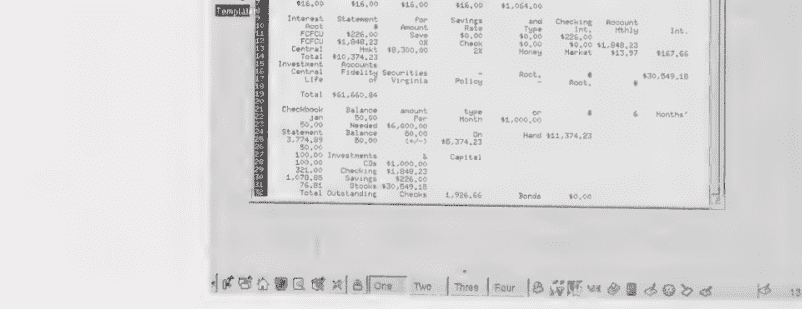 Template
$16.00 $16.00 $16.00 $16.00 $1,064.00
Interest Statement for Savings and Checking Account
Acct # Amount Rate Type Int. Mthly Int.
FCFCU $226.00 Save $0.00 $226.00
FCFCU $1,848.23 0% Check $0.00 $0.00 $1,848.23
Central Mmkt $8,300.00 2% Money Market $13.97 $167.66
Total $10,374.23
Investment Accounts
Central Fidelity Securities - Acct. # $30,549.18
Life of Virginia Policy - Acct. #
Total $61,660.84
Checkbook Balance amount type or # 6 Months'
jan $0.00 Per Month $1,000.00
$0.00 Needed $6,000.00
Statement Balance $0.00 On Hand $11,374.23
3,774.89 $0.00 (+/-) $5,374.23
50.00
100.00 Investments & Capital
100.00 CDs $1,000.00
321.00 Checking $1,848.23
1,078.85 Savings $226.00
76.81 Stocks $30,549.18
Total Outstanding Checks 1,926.66 Bonds $0.00
One Two Three Four
13